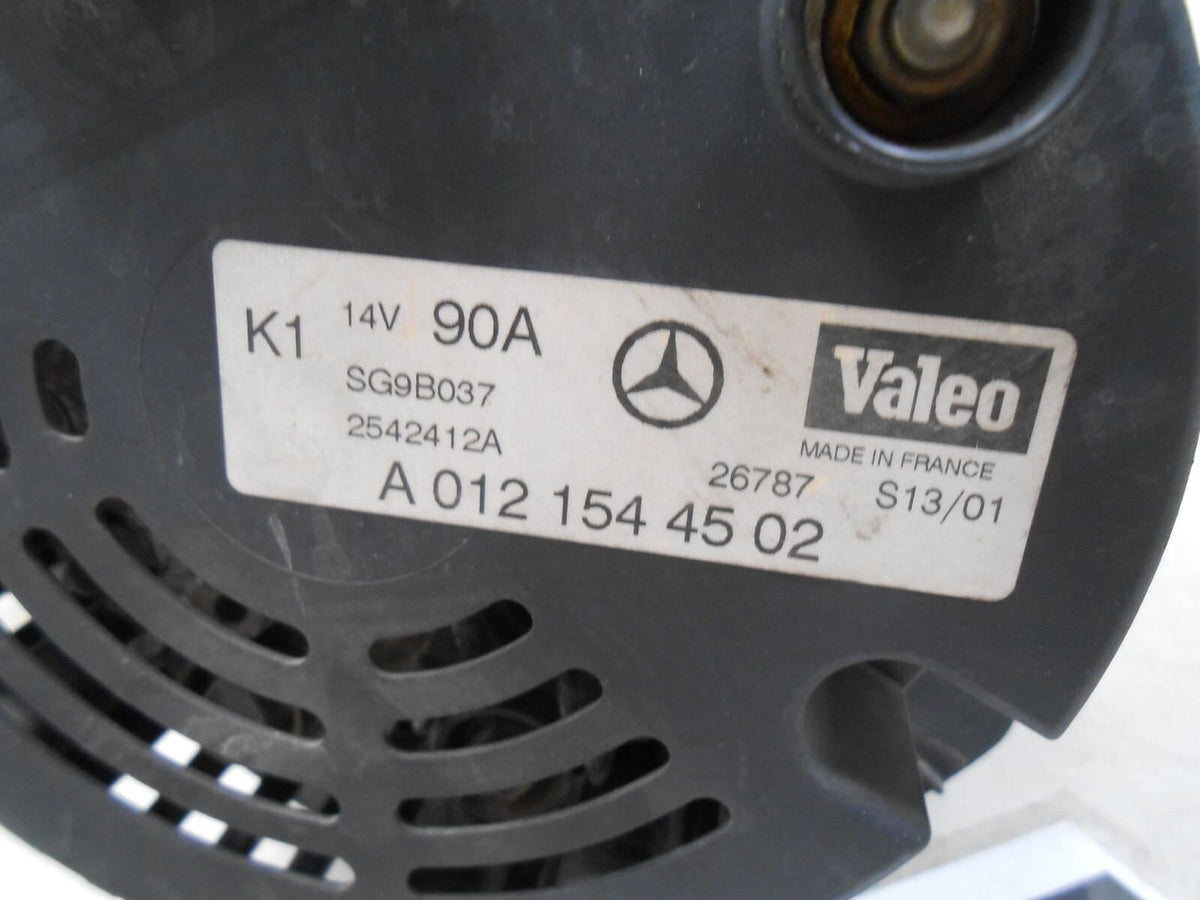 K1 14V 90A
SG9B037
2542412A
Valeo
MADE IN FRANCE
26787 S13/01
A 012 154 45 02